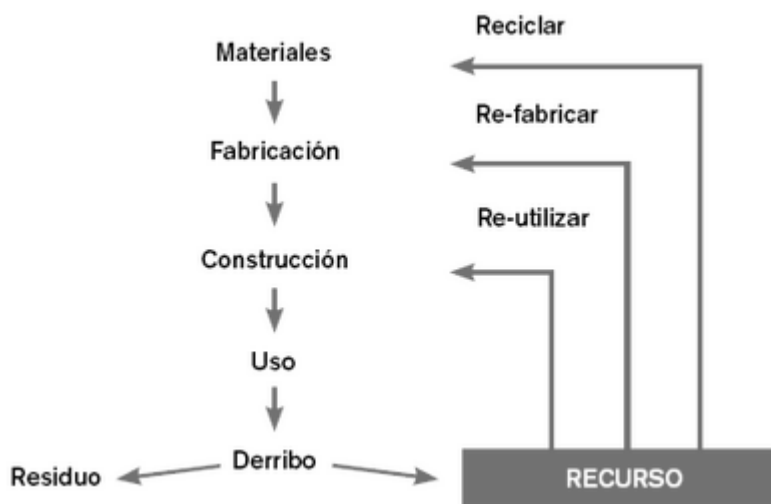 Reciclar
Materiales
Re-fabricar
Fabricación
Re-utilizar
Construcción
Uso
Derribo
Residuo
RECURSO